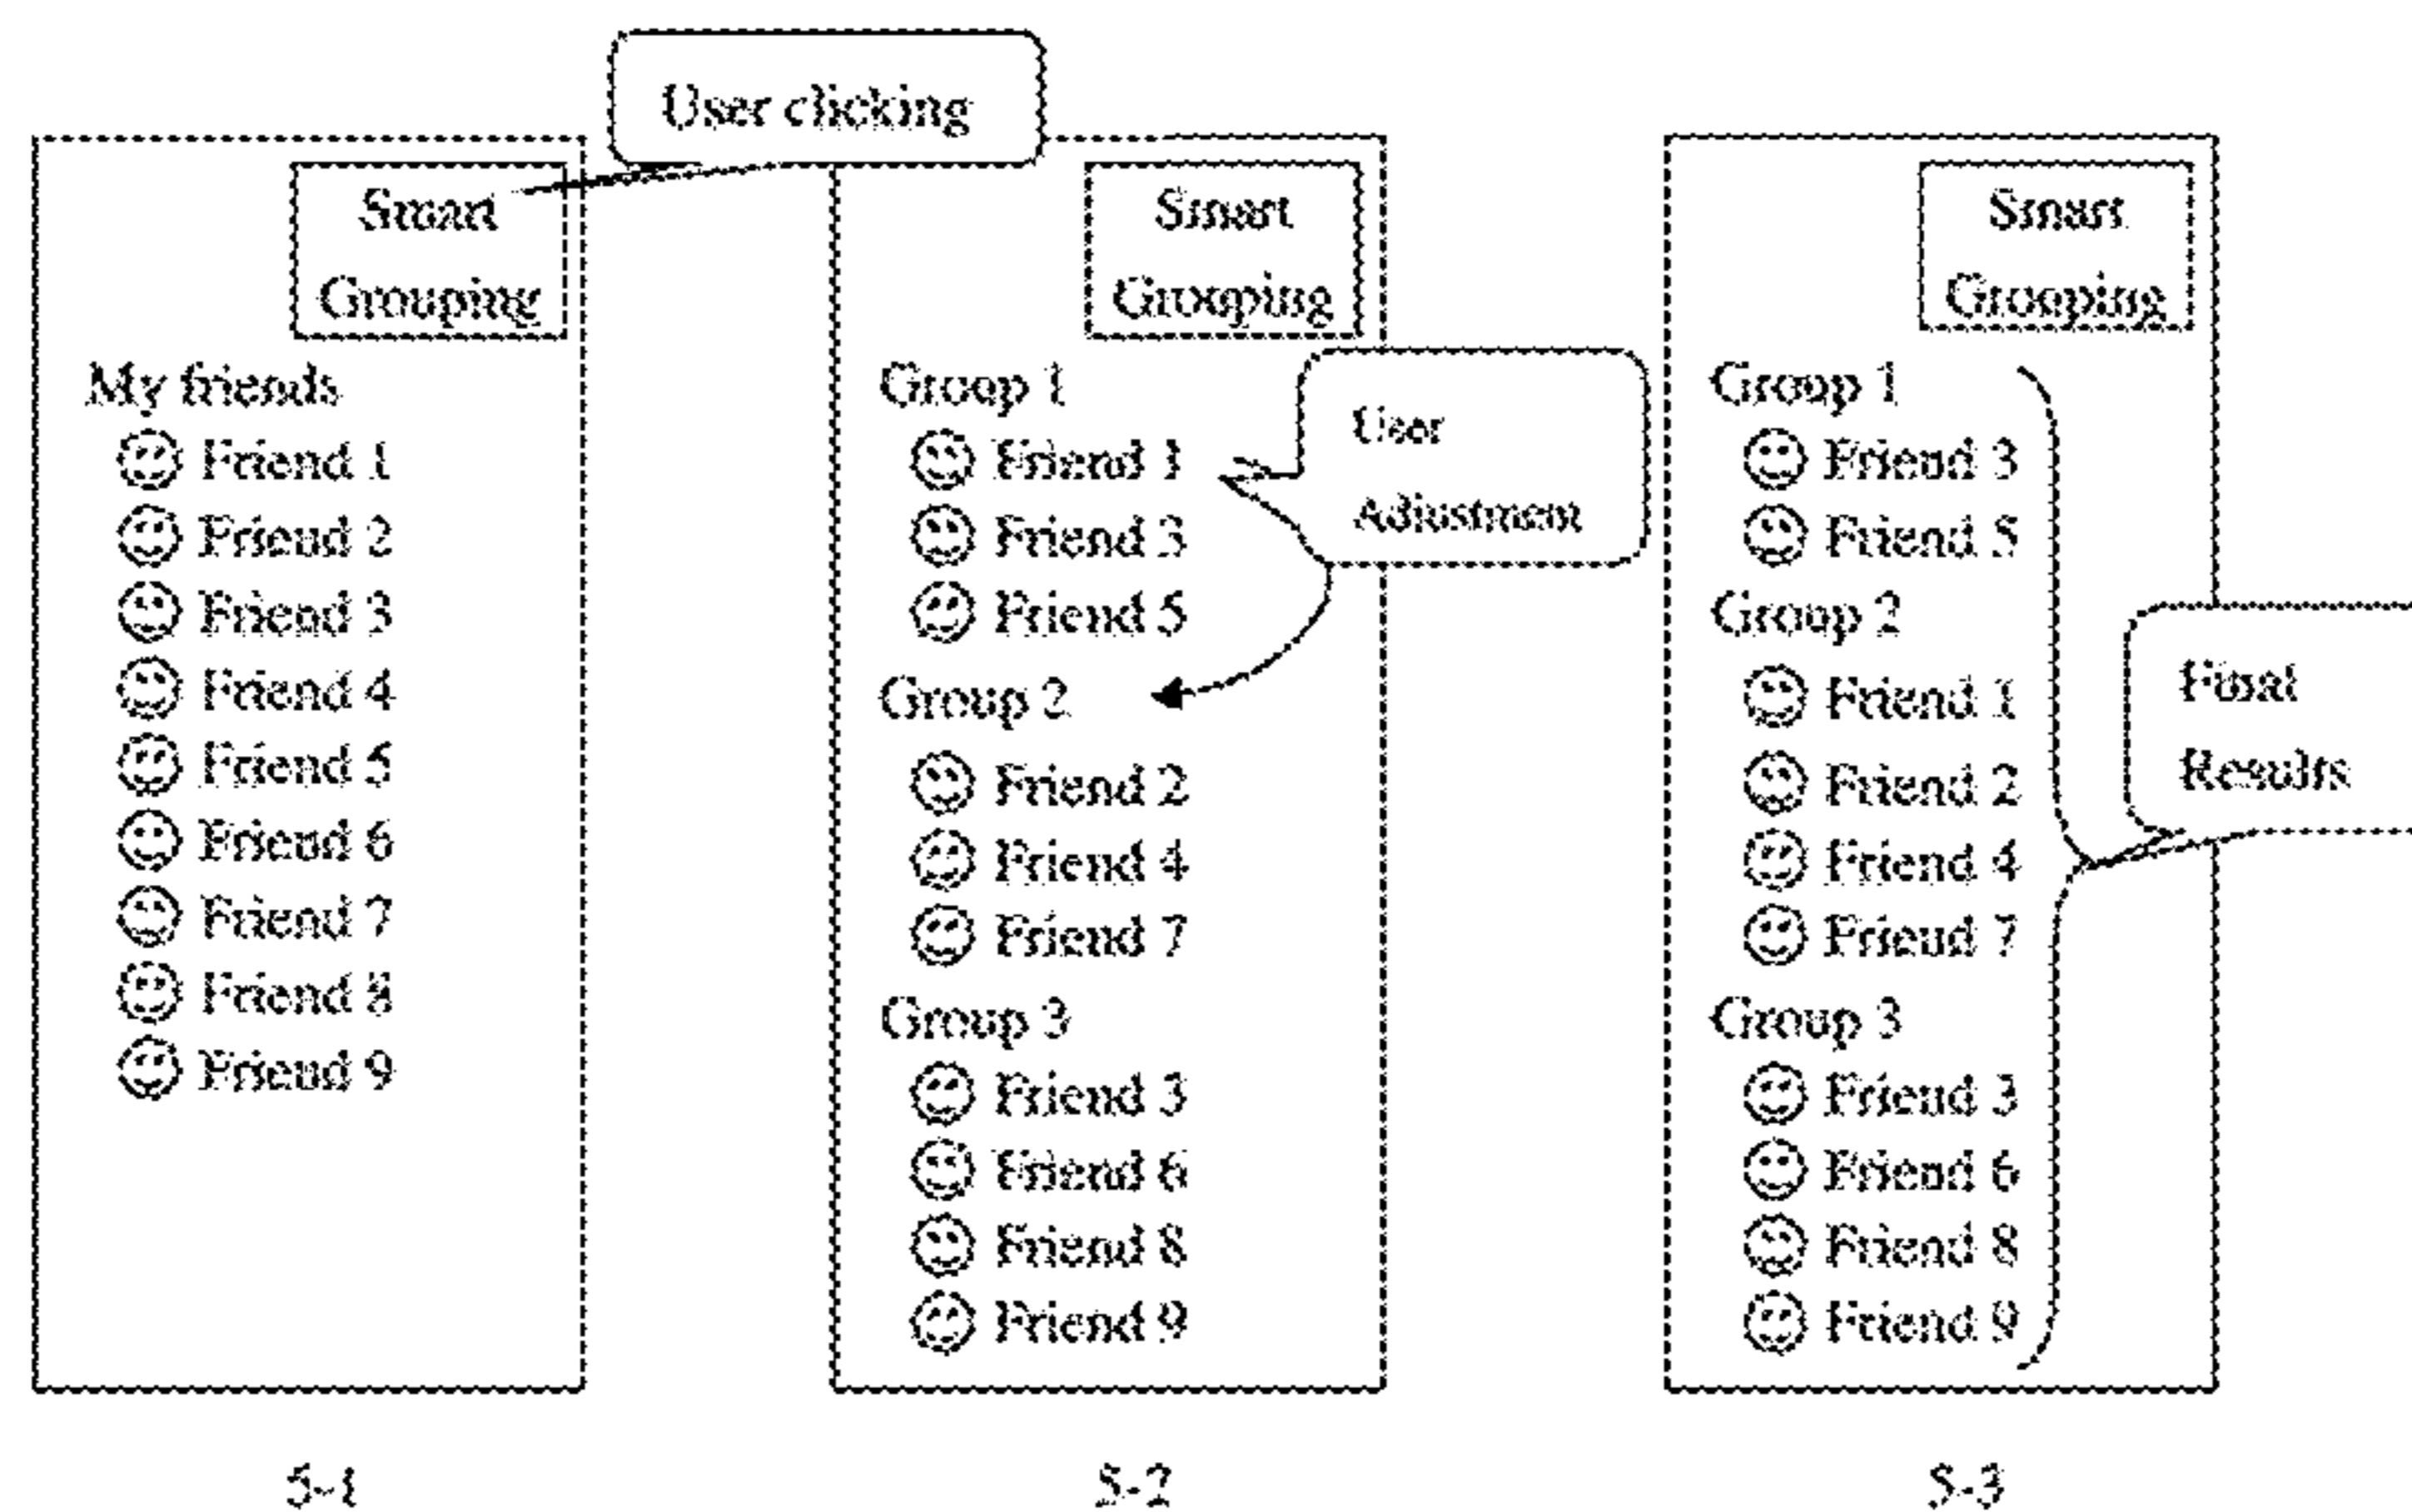 User clicking
Smart
Grouping
My friends
Friend 1
Friend 2
Friend 3
Friend 4
Friend 5
Friend 6
Friend 7
Friend 8
Friend 9
5-1
Smart
Grouping
Group 1
Friend 1
Friend 3
Friend 5
Group 2
Friend 2
Friend 4
Friend 7
Group 3
Friend 3
Friend 6
Friend 8
Friend 9
User
Adjustment
5-2
Smart
Grouping
Group 1
Friend 3
Friend 5
Group 2
Friend 1
Friend 2
Friend 4
Friend 7
Group 3
Friend 3
Friend 6
Friend 8
Friend 9
Final
Results
5-3